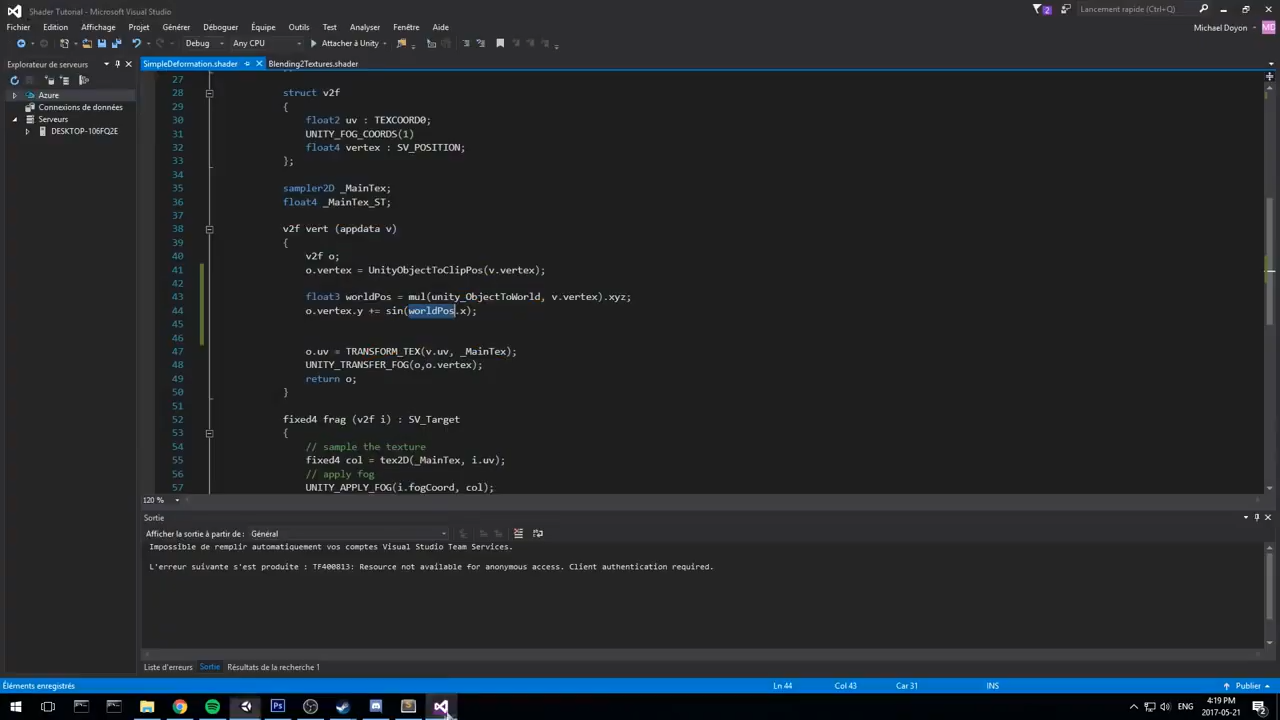 Shader Tutorial - Microsoft Visual Studio
2
Lancement rapide (Ctrl+Q)
Fichier Edition Affichage Projet Générer Déboguer Équipe Outils Test Analyser Fenêtre Aide
Michael Doyon
MD
Debug Any CPU Attacher à Unity
Explorateur de serveurs
SimpleDeformation.shader
Blending2Textures.shader
Azure
Connexions de données
Serveurs
DESKTOP-106FQ2E
27
28 struct v2f
29 {
30 float2 uv : TEXCOORD0;
31 UNITY_FOG_COORDS(1)
32 float4 vertex : SV_POSITION;
33 };
34
35 sampler2D _MainTex;
36 float4 _MainTex_ST;
37
38 v2f vert (appdata v)
39 {
40 v2f o;
41 o.vertex = UnityObjectToClipPos(v.vertex);
42
43 float3 worldPos = mul(unity_ObjectToWorld, v.vertex).xyz;
44 o.vertex.y += sin(worldPos.x);
45
46
47 o.uv = TRANSFORM_TEX(v.uv, _MainTex);
48 UNITY_TRANSFER_FOG(o,o.vertex);
49 return o;
50 }
51
52 fixed4 frag (v2f i) : SV_Target
53 {
54 // sample the texture
55 fixed4 col = tex2D(_MainTex, i.uv);
56 // apply fog
57 UNITY_APPLY_FOG(i.fogCoord, col);
120 %
Sortie
Afficher la sortie à partir de : Général
Impossible de remplir automatiquement vos comptes Visual Studio Team Services.
L'erreur suivante s'est produite : TF400813: Resource not available for anonymous access. Client authentication required.
Liste d'erreurs Sortie Résultats de la recherche 1
Éléments enregistrés
Ln 44 Col 43 Car 31 INS
Publier
ENG
4:19 PM
2017-05-21
2